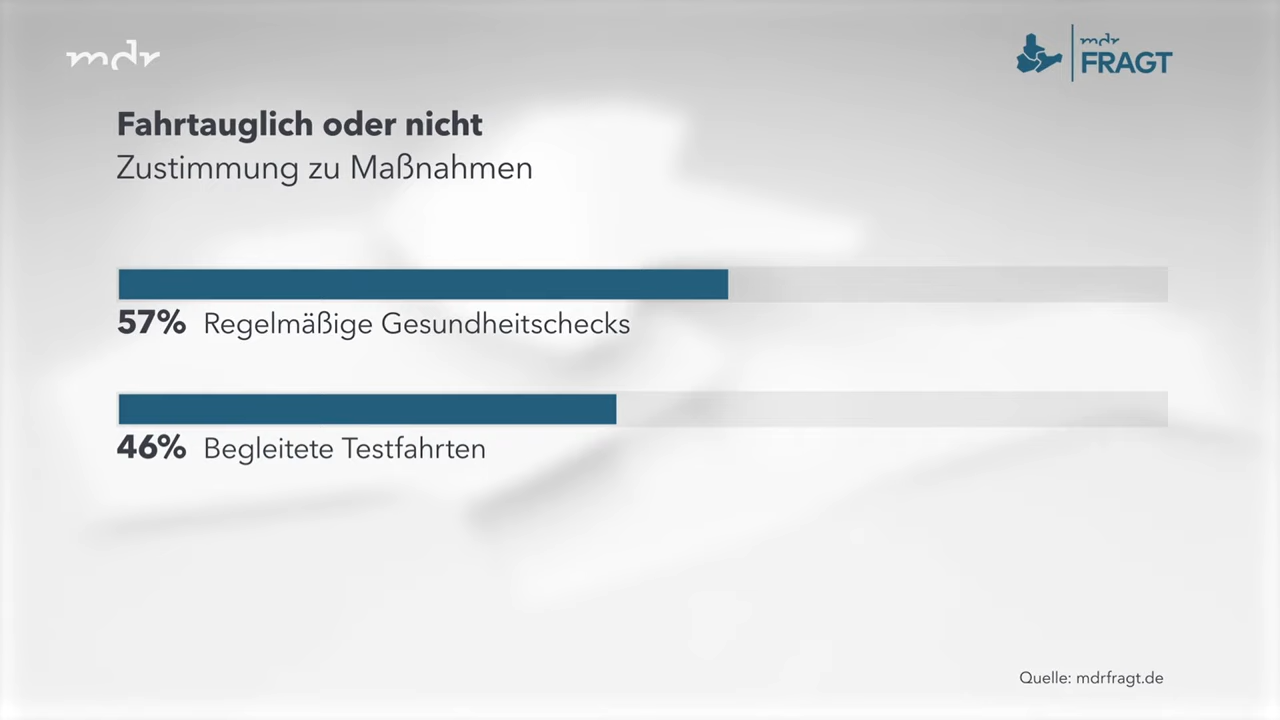 mdr
mdr
FRAGT
Fahrtauglich oder nicht
Zustimmung zu Maßnahmen
57% Regelmäßige Gesundheitschecks
46% Begleitete Testfahrten
Quelle: mdrfragt.de